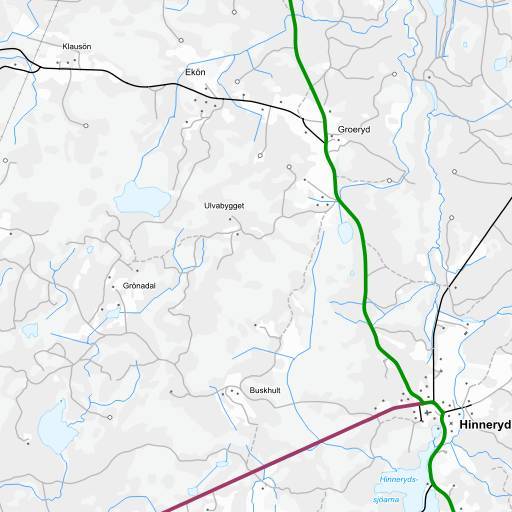 Klausön
Ekön
Groeryd
Ulvabygget
Grönadal
Buskhult
Hinneryd
Hinneryds-
sjöarna